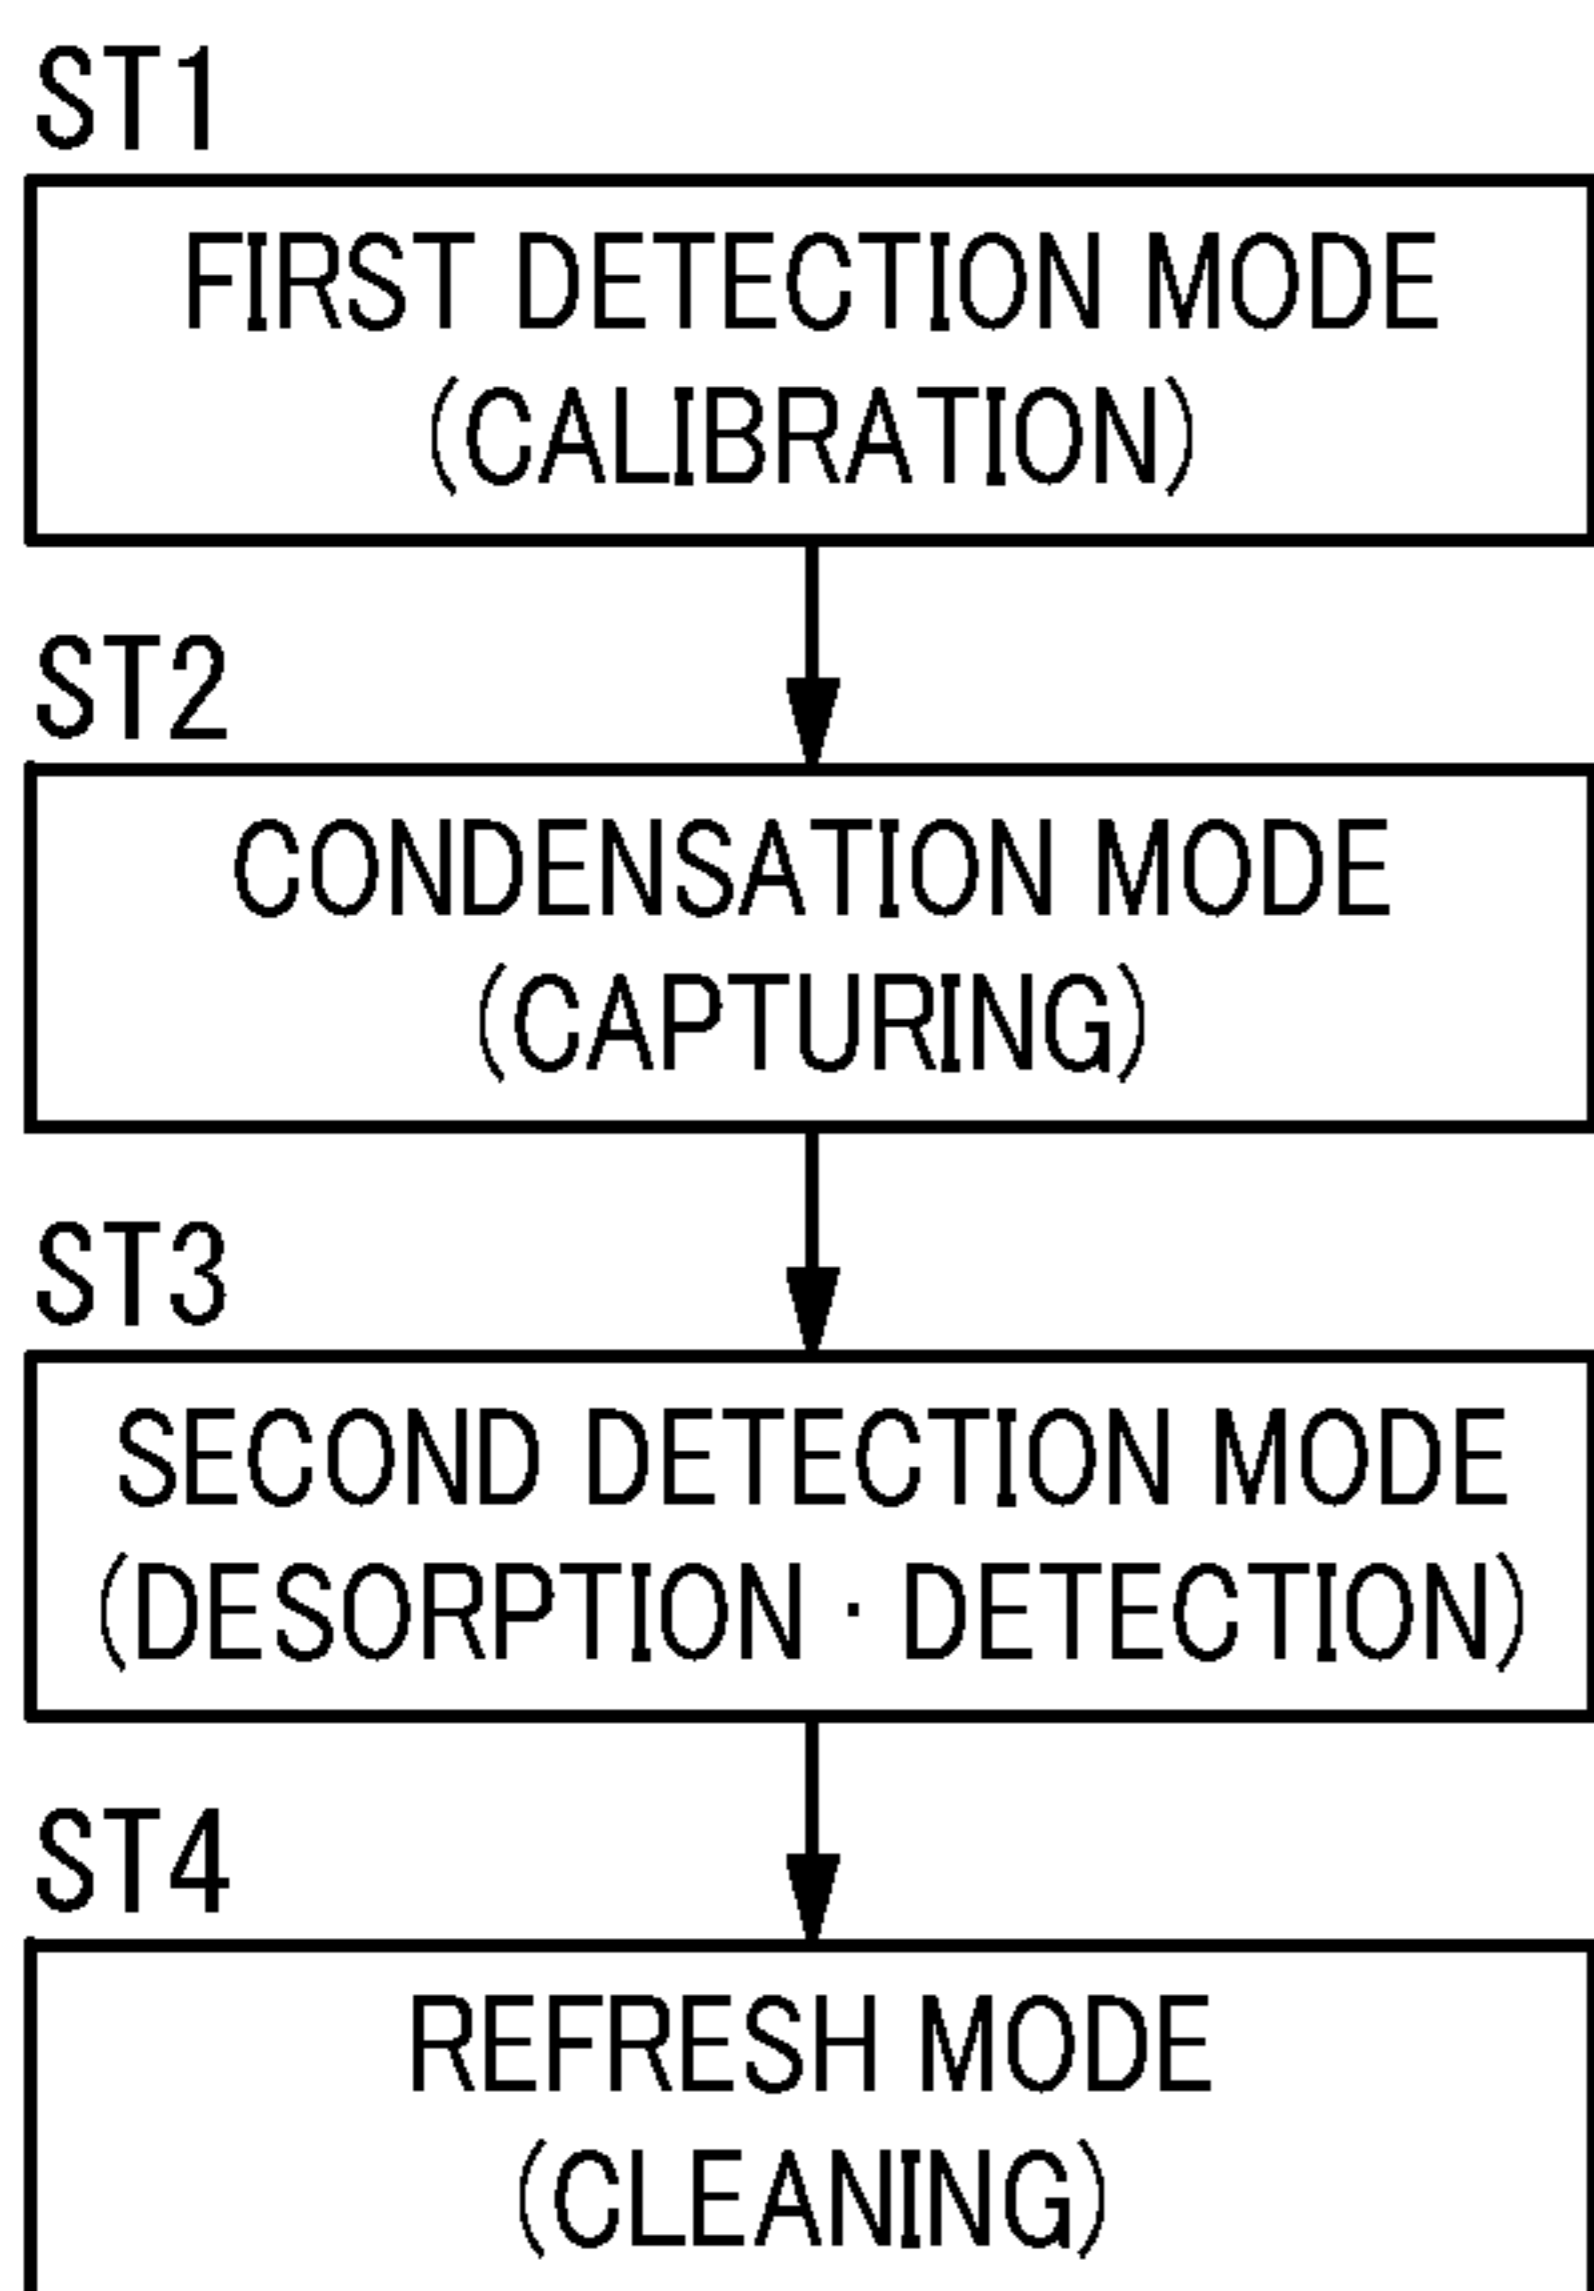 ST1
FIRST DETECTION MODE
(CALIBRATION)
ST2
CONDENSATION MODE
(CAPTURING)
ST3
SECOND DETECTION MODE
(DESORPTION・DETECTION)
ST4
REFRESH MODE
(CLEANING)